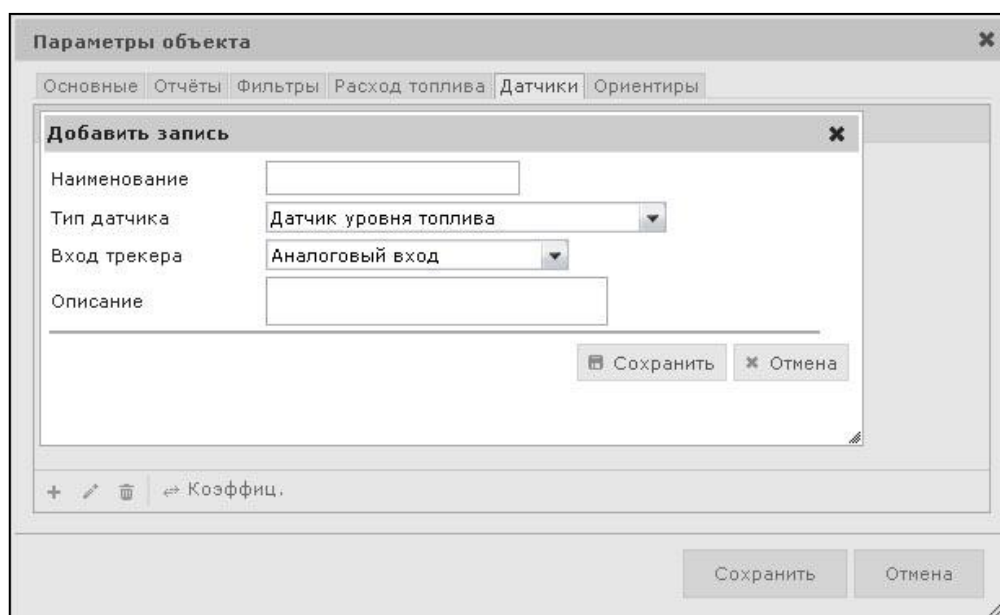 Параметры объекта
Основные Отчёты Фильтры Расход топлива Датчики Ориентиры
Добавить запись
Наименование
Тип датчика Датчик уровня топлива
Вход трекера Аналоговый вход
Описание
Сохранить Отмена
Коэффиц.
Сохранить Отмена